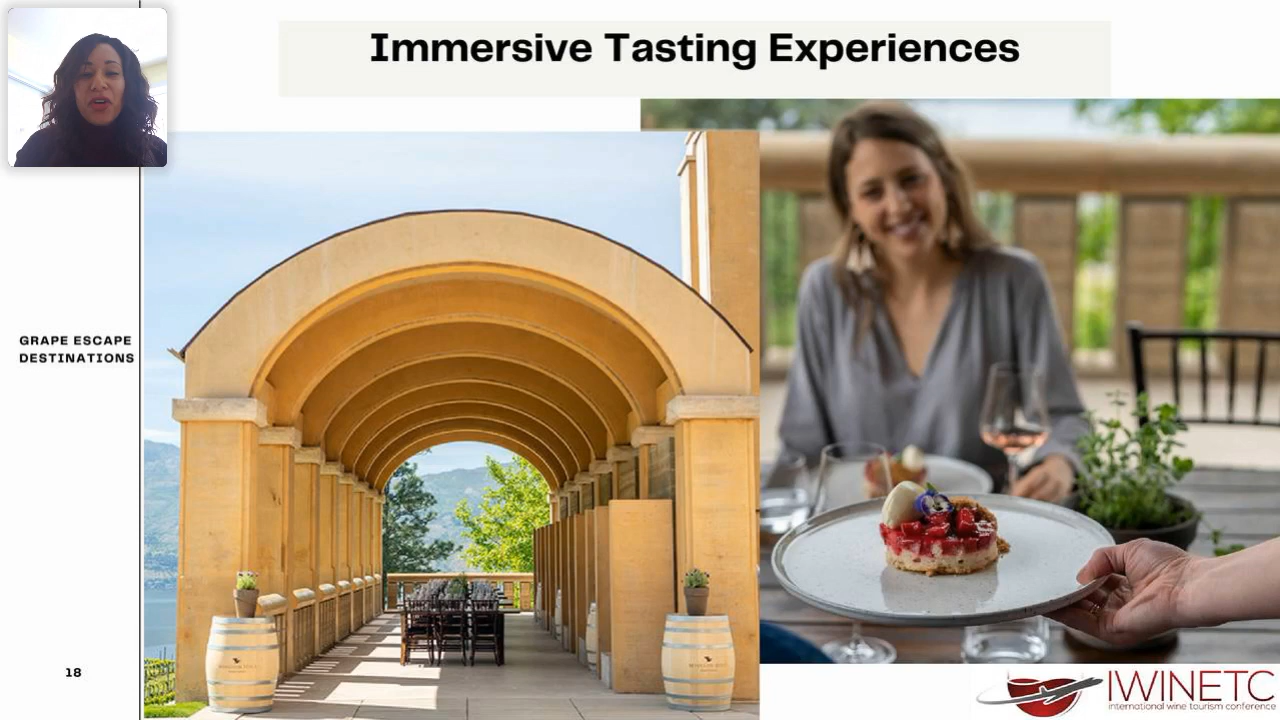 Immersive Tasting Experiences
GRAPE ESCAPE
DESTINATIONS
18
IWINETC
international wine tourism conference